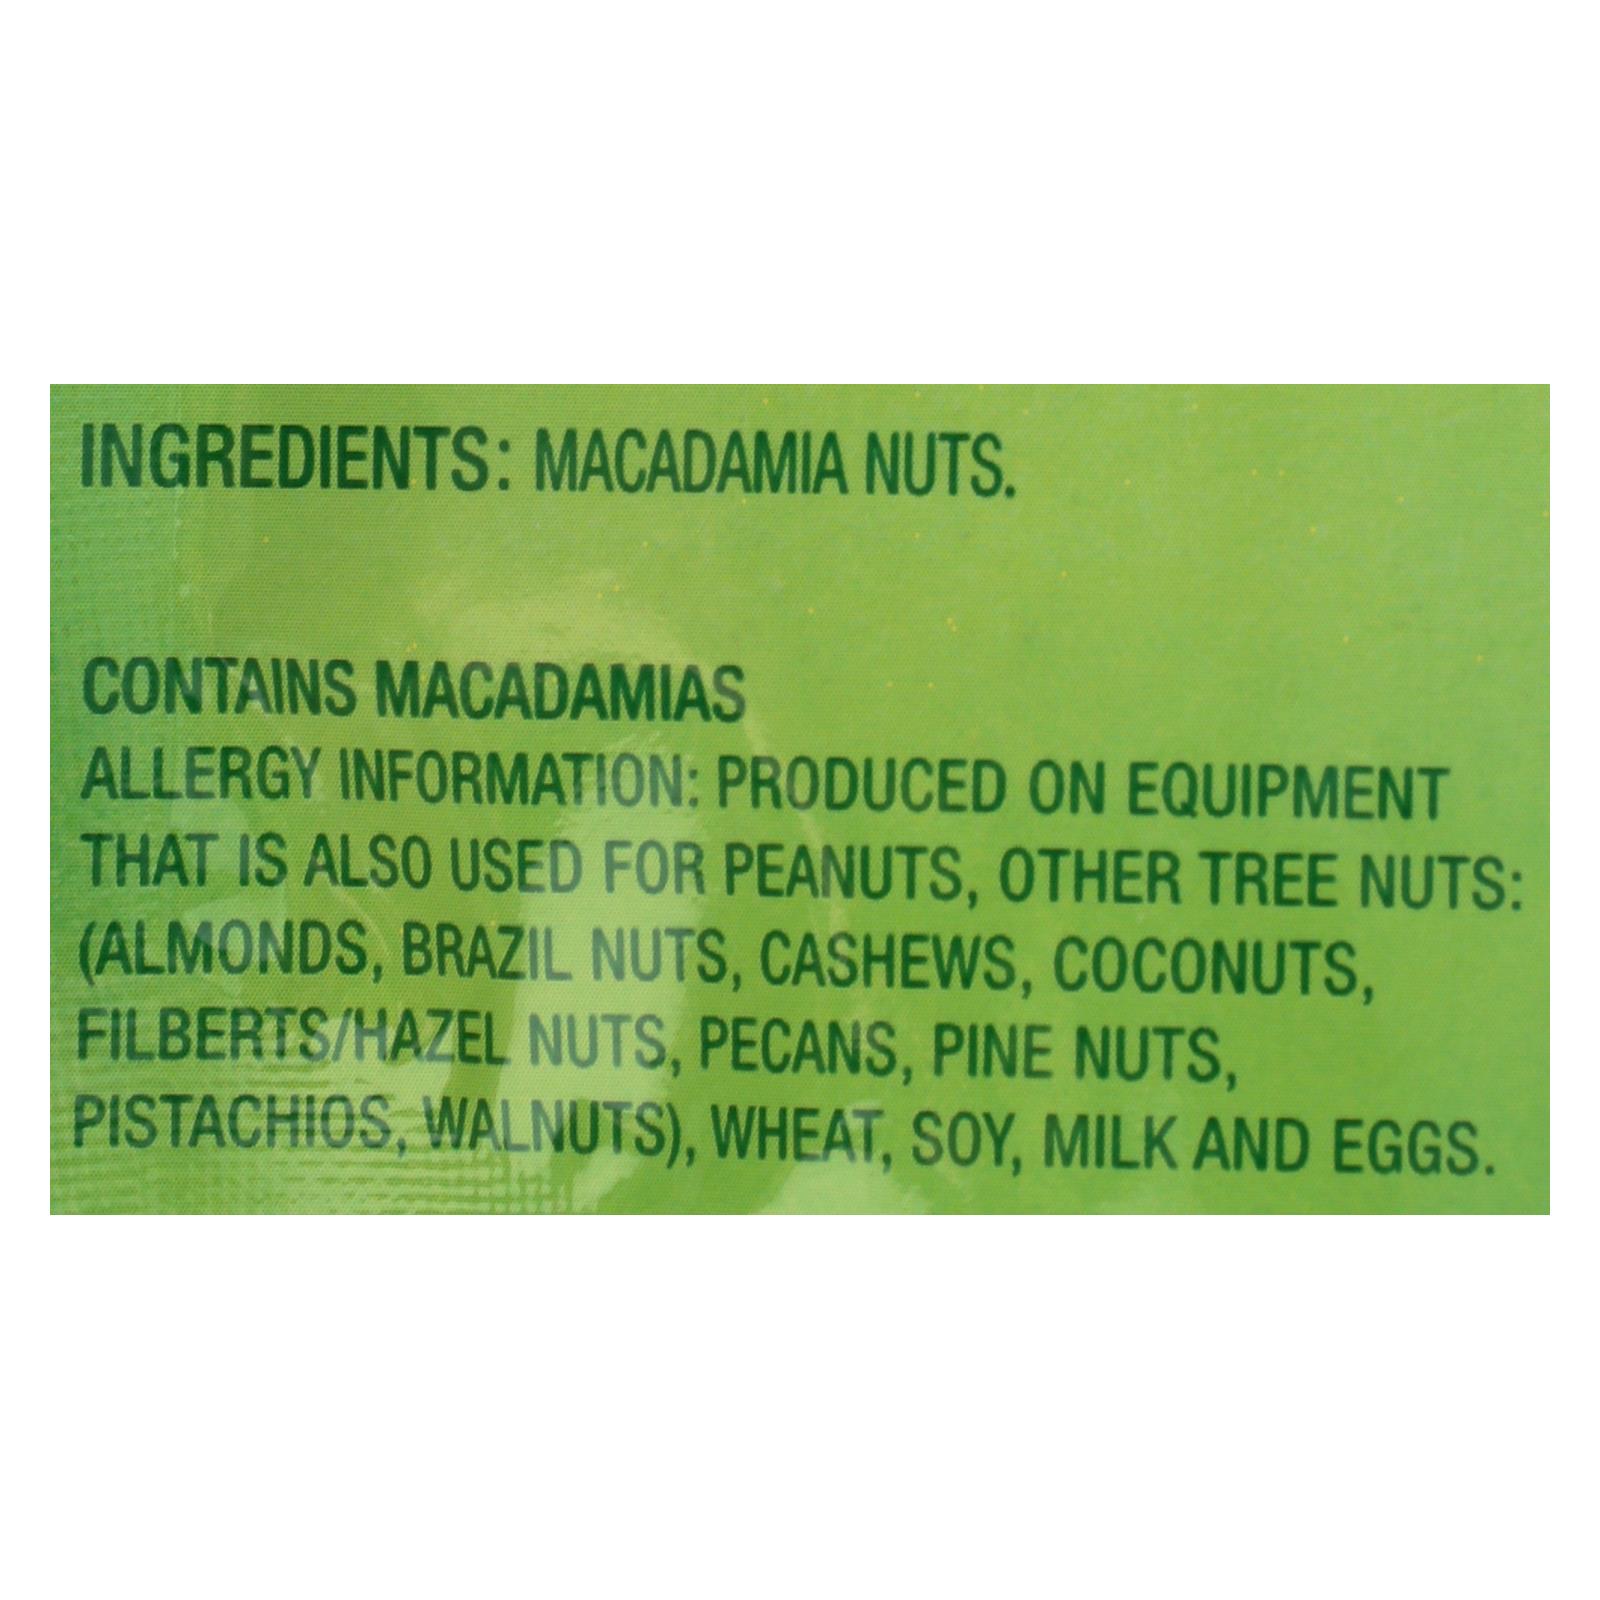 INGREDIENTS: MACADAMIA NUTS.
CONTAINS MACADAMIAS
ALLERGY INFORMATION: PRODUCED ON EQUIPMENT
THAT IS ALSO USED FOR PEANUTS, OTHER TREE NUTS:
(ALMONDS, BRAZIL NUTS, CASHEWS, COCONUTS,
FILBERTS/HAZEL NUTS, PECANS, PINE NUTS,
PISTACHIOS, WALNUTS), WHEAT, SOY, MILK AND EGGS.